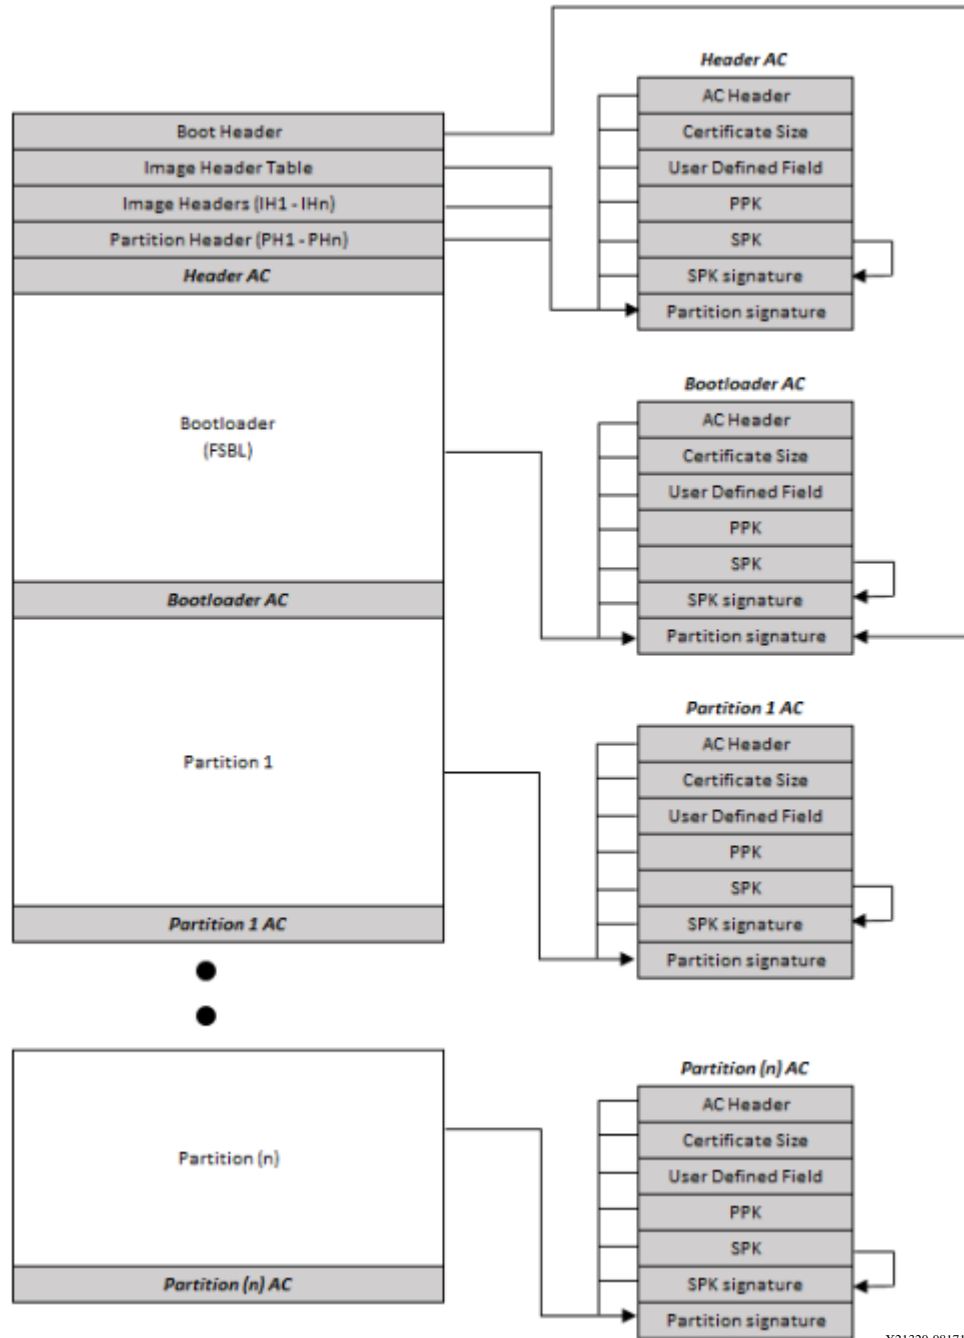 Boot Header
Image Header Table
Image Headers (IH1 - IHn)
Partition Header (PH1 - PHn)
Header AC
Bootloader
(FSBL)
Bootloader AC
Partition 1
Partition 1 AC
Partition (n)
Partition (n) AC
Header AC
AC Header
Certificate Size
User Defined Field
PPK
SPK
SPK signature
Partition signature
Bootloader AC
AC Header
Certificate Size
User Defined Field
PPK
SPK
SPK signature
Partition signature
Partition 1 AC
AC Header
Certificate Size
User Defined Field
PPK
SPK
SPK signature
Partition signature
Partition (n) AC
AC Header
Certificate Size
User Defined Field
PPK
SPK
SPK signature
Partition signature